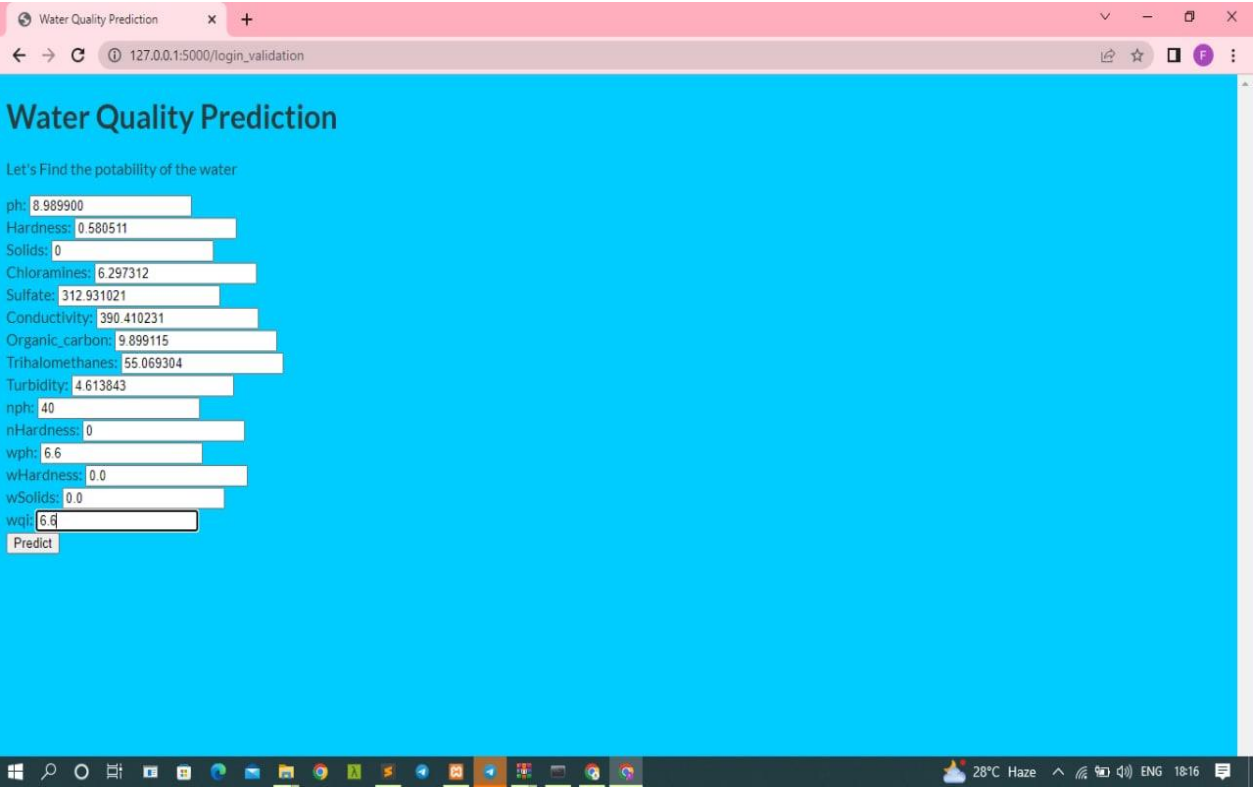 Water Quality Prediction
127.0.0.1:5000/login_validation
F
Water Quality Prediction
Let's Find the potability of the water
ph: 8.989900
Hardness: 0.580511
Solids: 0
Chloramines: 6.297312
Sulfate: 312.931021
Conductivity: 390.410231
Organic_carbon: 9.899115
Trihalomethanes: 55.069304
Turbidity: 4.613843
nph: 40
nHardness: 0
wph: 6.6
wHardness: 0.0
wSolids: 0.0
wqi: 6.6
Predict
28°C Haze ENG 18:16